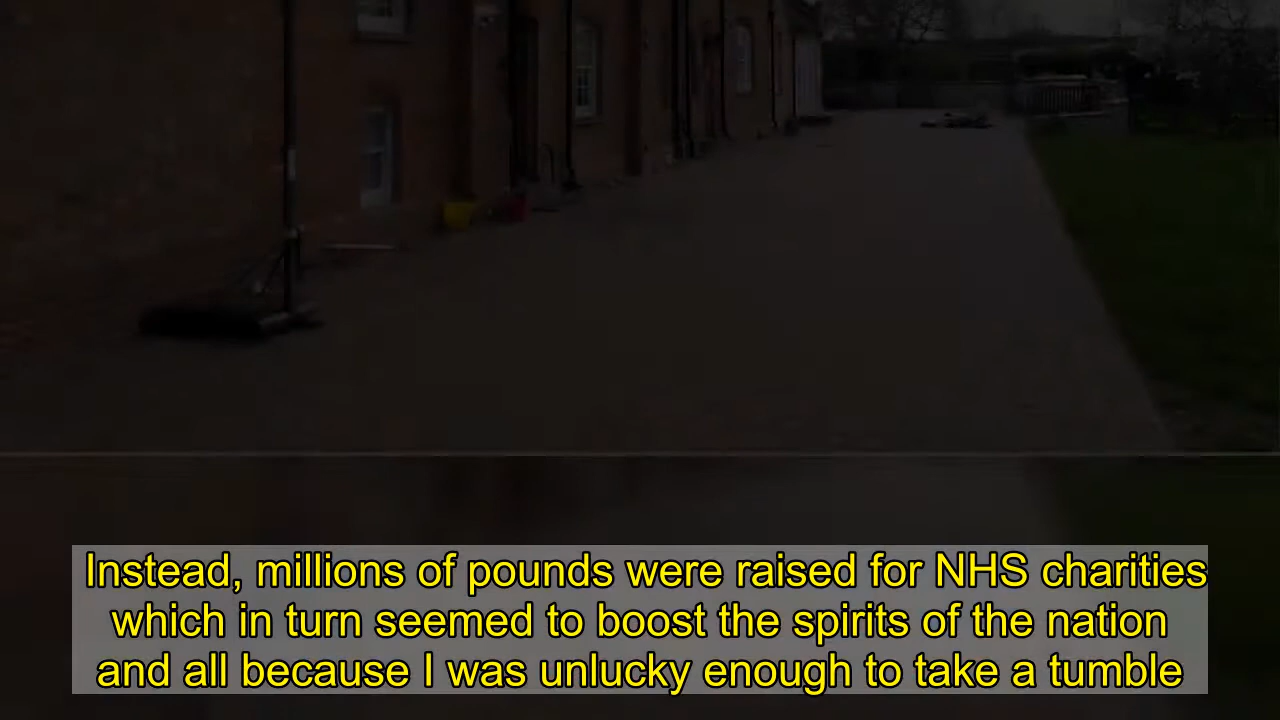 Instead, millions of pounds were raised for NHS charities
which in turn seemed to boost the spirits of the nation
and all because I was unlucky enough to take a tumble